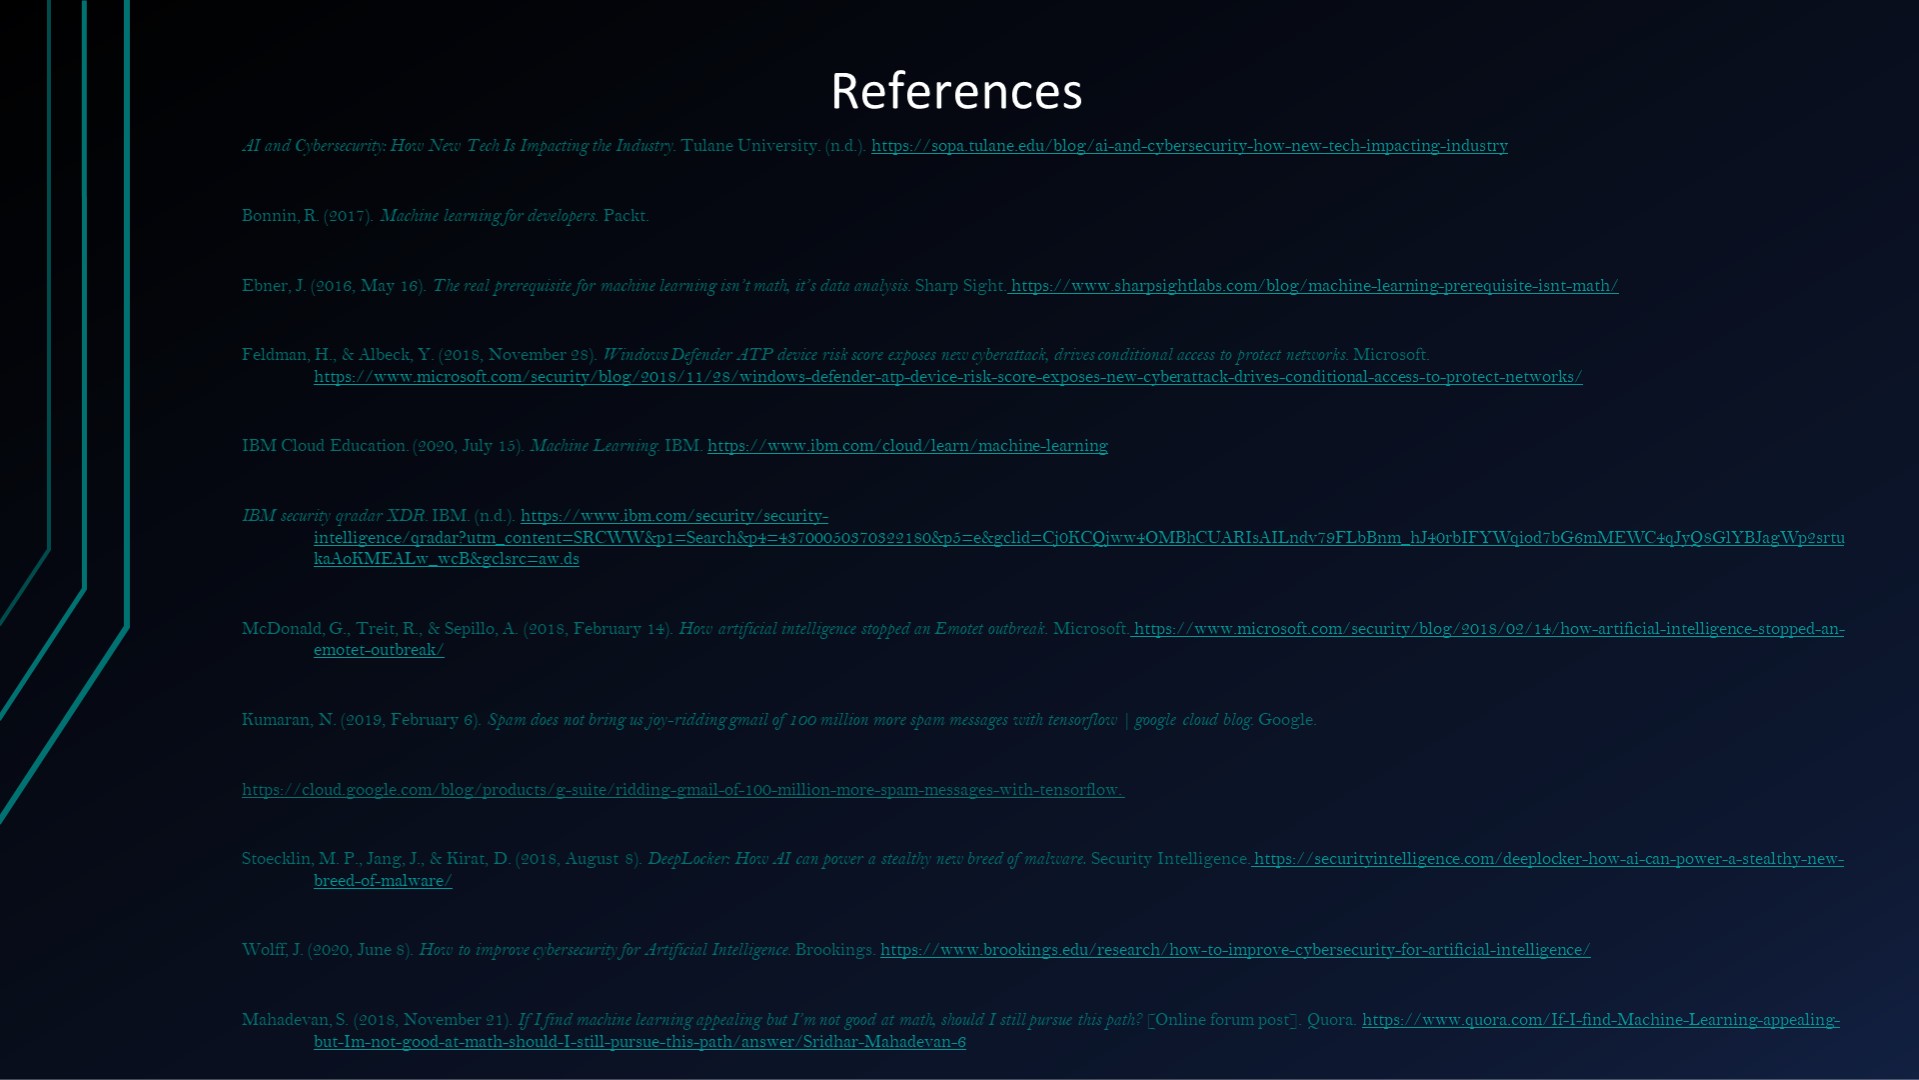 References
AI and Cybersecurity: How New Tech Is Impacting the Industry. Tulane University. (n.d.). https://sopa.tulane.edu/blog/ai-and-cybersecurity-how-new-tech-impacting-industry
Bonnin, R. (2017). Machine learning for developers. Packt.
Ebner, J. (2016, May 16). The real prerequisite for machine learning isn't math, it's data analysis. Sharp Sight. https://www.sharpsightlabs.com/blog/machine-learning-prerequisite-isnt-math/
Feldman, H., & Albeck, Y. (2018, November 28). Windows Defender ATP device risk score exposes new cyberattack, drives conditional access to protect networks. Microsoft.
https://www.microsoft.com/security/blog/2018/11/28/windows-defender-atp-device-risk-score-exposes-new-cyberattack-drives-conditional-access-to-protect-networks/
IBM Cloud Education. (2020, July 15). Machine Learning. IBM. https://www.ibm.com/cloud/learn/machine-learning
IBM security qradar XDR. IBM. (n.d.). https://www.ibm.com/security/security-
intelligence/qradar?utm_content=SRCWW&p1=Search&p4=43700050370322180&p5=e&gclid=Cj0KCQjww4OMBhCUARIsAILndv79FLbBnm_hJ40rbIFYWqiod7bG6mMEWC4qJyQ8GlYBJagWp2srtu
kaAoKMEALw_wcB&gclsrc=aw.ds
McDonald, G., Treit, R., & Sepillo, A. (2018, February 14). How artificial intelligence stopped an Emotet outbreak. Microsoft. https://www.microsoft.com/security/blog/2018/02/14/how-artificial-intelligence-stopped-an-
emotet-outbreak/
Kumaran, N. (2019, February 6). Spam does not bring us joy-ridding gmail of 100 million more spam messages with tensorflow | google cloud blog. Google.
https://cloud.google.com/blog/products/g-suite/ridding-gmail-of-100-million-more-spam-messages-with-tensorflow.
Stoecklin, M. P., Jang, J., & Kirat, D. (2018, August 8). DeepLocker: How AI can power a stealthy new breed of malware. Security Intelligence. https://securityintelligence.com/deeplocker-how-ai-can-power-a-stealthy-new-
breed-of-malware/
Wolff, J. (2020, June 8). How to improve cybersecurity for Artificial Intelligence. Brookings. https://www.brookings.edu/research/how-to-improve-cybersecurity-for-artificial-intelligence/
Mahadevan, S. (2018, November 21). If I find machine learning appealing but I'm not good at math, should I still pursue this path? [Online forum post]. Quora. https://www.quora.com/If-I-find-Machine-Learning-appealing-
but-Im-not-good-at-math-should-I-still-pursue-this-path/answer/Sridhar-Mahadevan-6